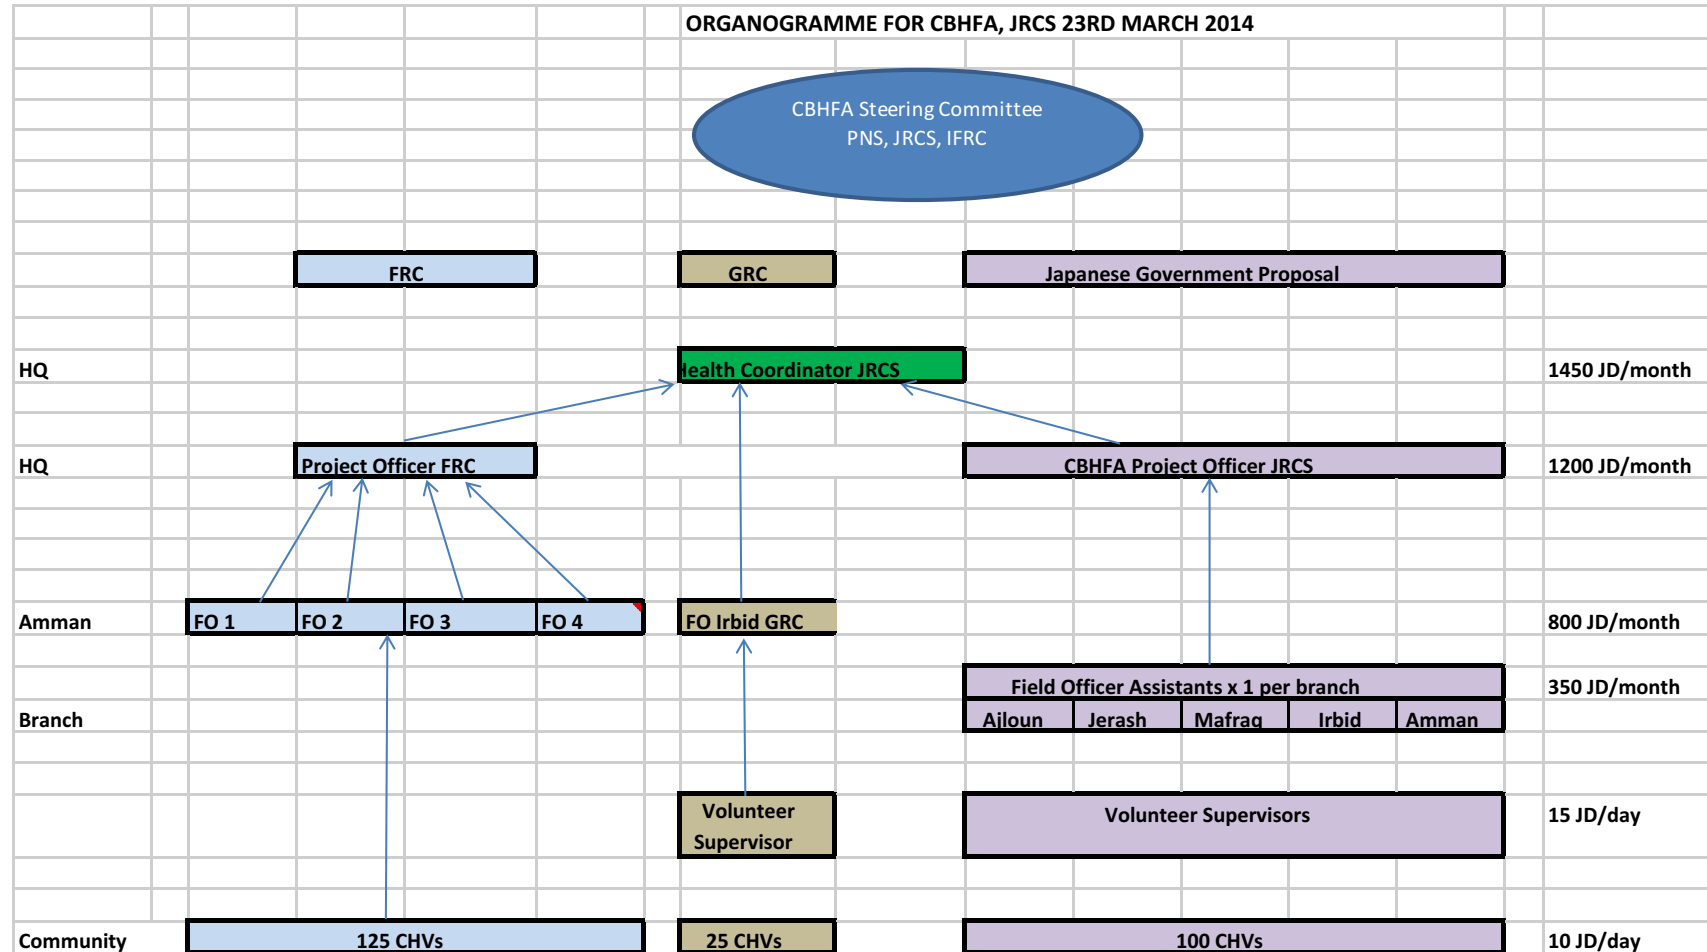 ORGANOGRAMME FOR CBHFA, JRCS 23RD MARCH 2014
CBHFA Steering Committee
PNS, JRCS, IFRC
FRC GRC Japanese Government Proposal
HQ Health Coordinator JRCS 1450 JD/month
HQ Project Officer FRC CBHFA Project Officer JRCS 1200 JD/month
Amman FO 1 FO 2 FO 3 FO 4 FO Irbid GRC 800 JD/month
Field Officer Assistants x 1 per branch 350 JD/month
Branch Ajloun Jerash Mafraq Irbid Amman
Volunteer
Supervisor
Volunteer Supervisors 15 JD/day
Community 125 CHVs 25 CHVs 100 CHVs 10 JD/day